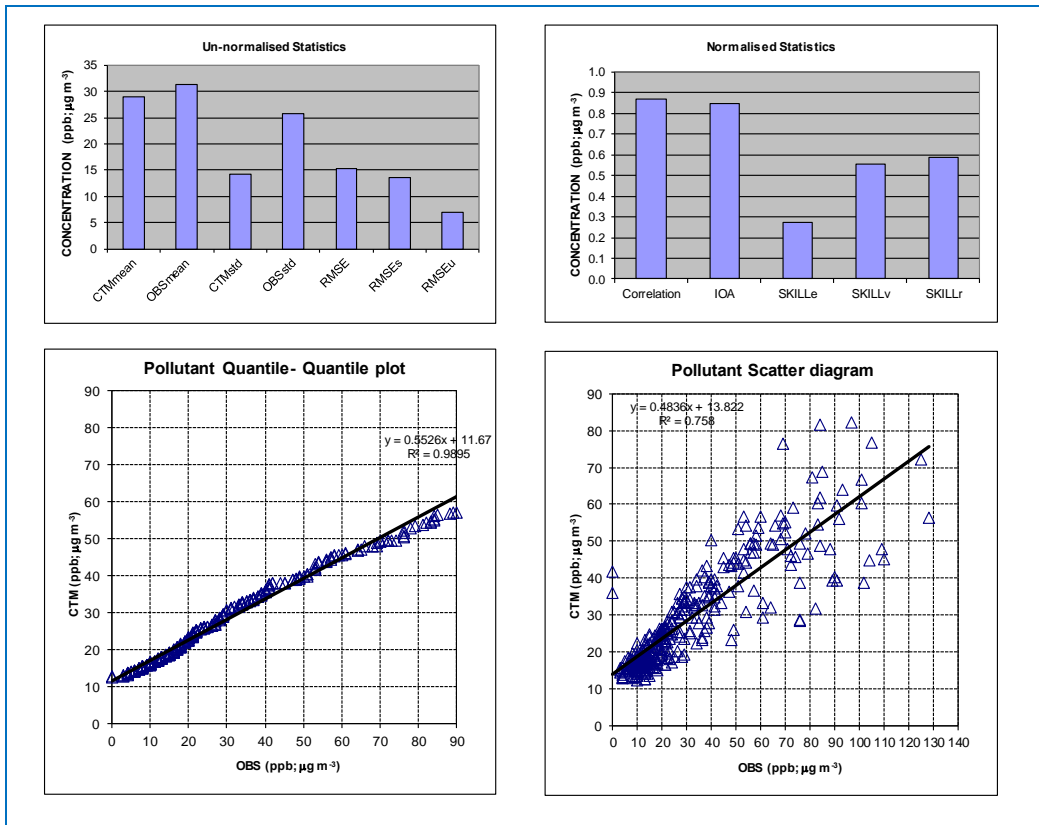 Un-normalised Statistics
CONCENTRATION (ppb; µg m-3)
35
30
25
20
15
10
5
0
CTMmean
OBSmean
CTMstd
OBSstd
RMSE
RMSEs
RMSEu
Normalised Statistics
CONCENTRATION (ppb; µg m-3)
1.0
0.9
0.8
0.7
0.6
0.5
0.4
0.3
0.2
0.1
0.0
Correlation IOA SKILLe SKILLv SKILLr
Pollutant Quantile- Quantile plot
y = 0.5526x + 11.67
R² = 0.9895
CTM (ppb; µg m-3)
90
80
70
60
50
40
30
20
10
0
0 10 20 30 40 50 60 70 80 90
OBS (ppb; µg m-3)
Pollutant Scatter diagram
y = 0.4836x + 13.822
R² = 0.758
CTM (ppb; µg m-3)
90
80
70
60
50
40
30
20
10
0
0 10 20 30 40 50 60 70 80 90 100 110 120 130 140
OBS (ppb; µg m-3)